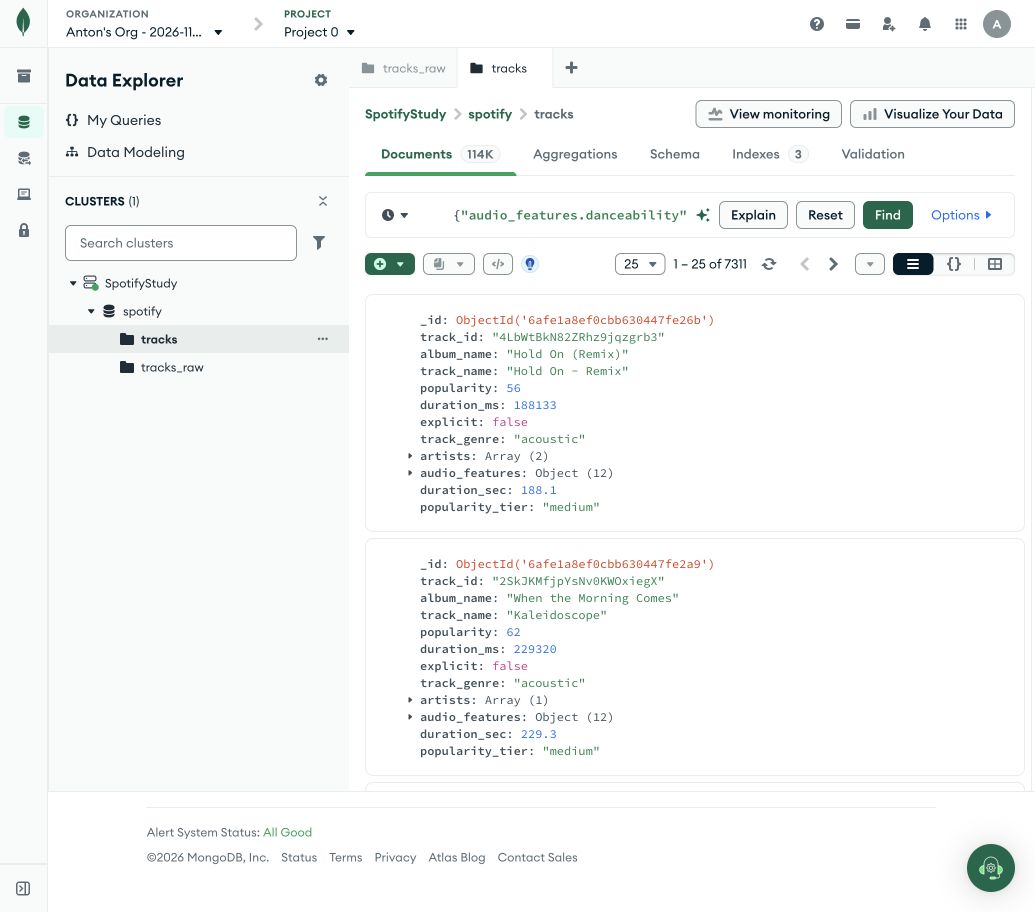 ORGANIZATION
Anton's Org - 2026-11...
PROJECT
Project 0
A
Data Explorer
My Queries
Data Modeling
CLUSTERS (1)
Search clusters
SpotifyStudy
spotify
tracks
tracks_raw
tracks_raw
tracks
SpotifyStudy
spotify
tracks
View monitoring
Visualize Your Data
Documents 114K
Aggregations
Schema
Indexes 3
Validation
{"audio_features.danceability"
Explain
Reset
Find
Options
25
1 – 25 of 7311
_id: ObjectId('6afe1a8ef0cbb630447fe26b')
track_id: "4LbWtBkN82ZRhz9jqzgrb3"
album_name: "Hold On (Remix)"
track_name: "Hold On - Remix"
popularity: 56
duration_ms: 188133
explicit: false
track_genre: "acoustic"
artists: Array (2)
audio_features: Object (12)
duration_sec: 188.1
popularity_tier: "medium"
_id: ObjectId('6afe1a8ef0cbb630447fe2a9')
track_id: "2SkJKMfjpYsNv0KWOxiegX"
album_name: "When the Morning Comes"
track_name: "Kaleidoscope"
popularity: 62
duration_ms: 229320
explicit: false
track_genre: "acoustic"
artists: Array (1)
audio_features: Object (12)
duration_sec: 229.3
popularity_tier: "medium"
Alert System Status: All Good
©2026 MongoDB, Inc. Status Terms Privacy Atlas Blog Contact Sales